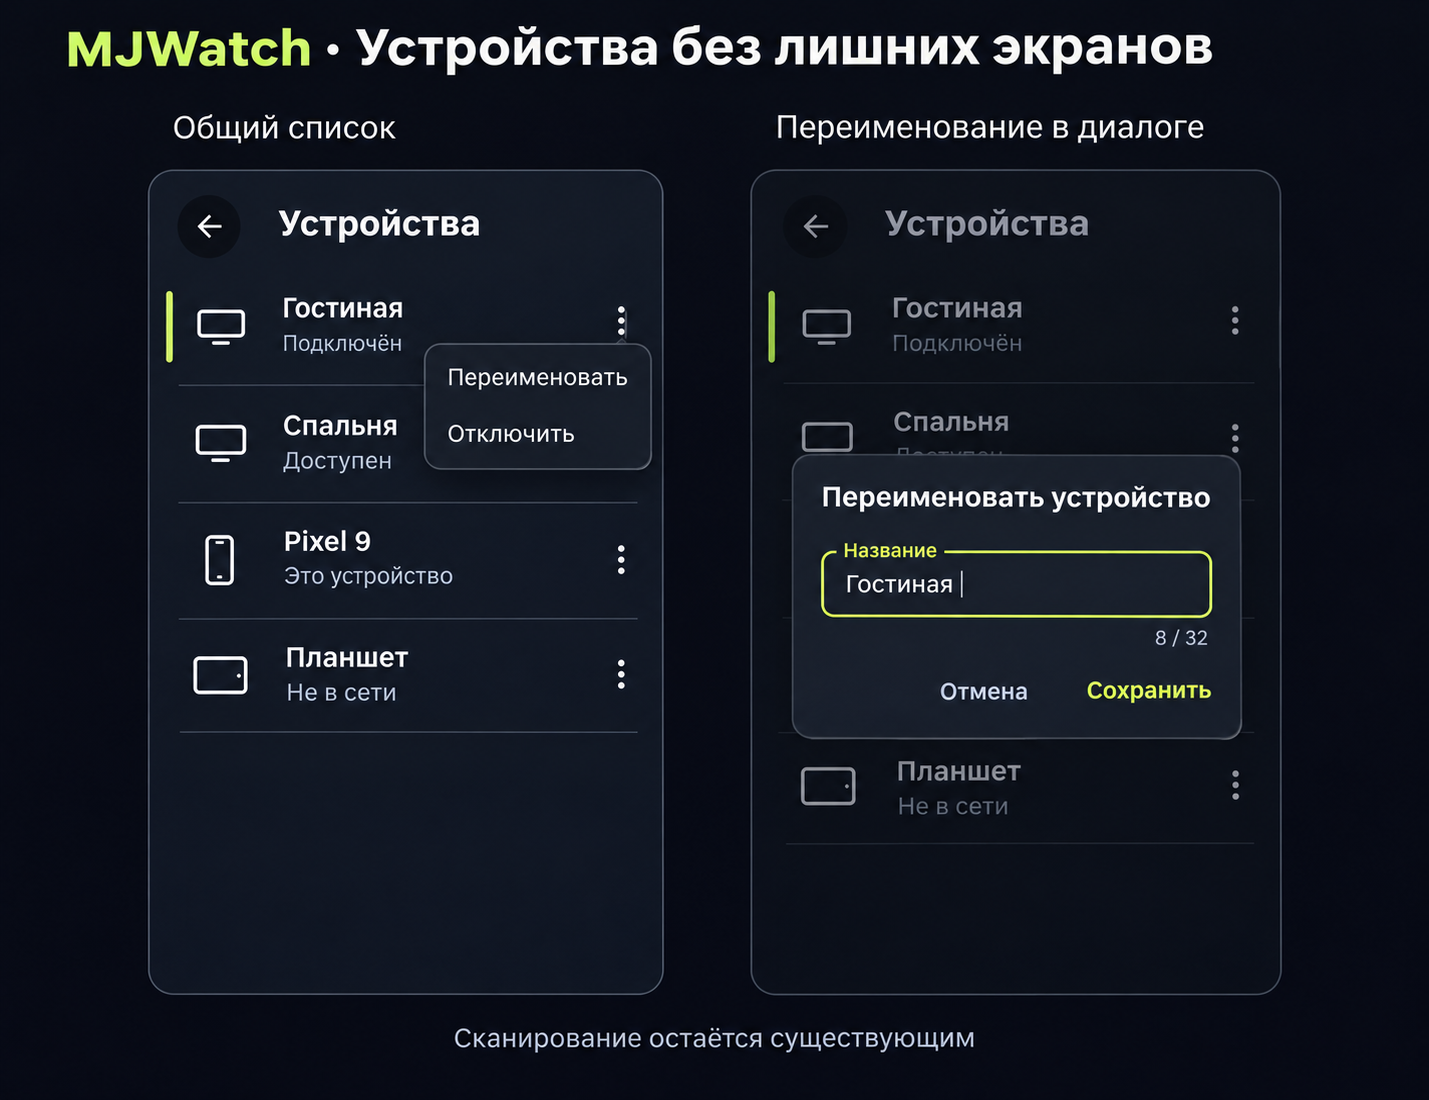 MJWatch • Устройства без лишних экранов
Общий список
Устройства
Гостиная
Подключён
Переименовать
Отключить
Спальня
Доступен
Pixel 9
Это устройство
Планшет
Не в сети
Переименование в диалоге
Устройства
Гостиная
Подключён
Спальня
Доступен
Переименовать устройство
Название
Гостиная
8 / 32
Отмена
Сохранить
Планшет
Не в сети
Сканирование остаётся существующим